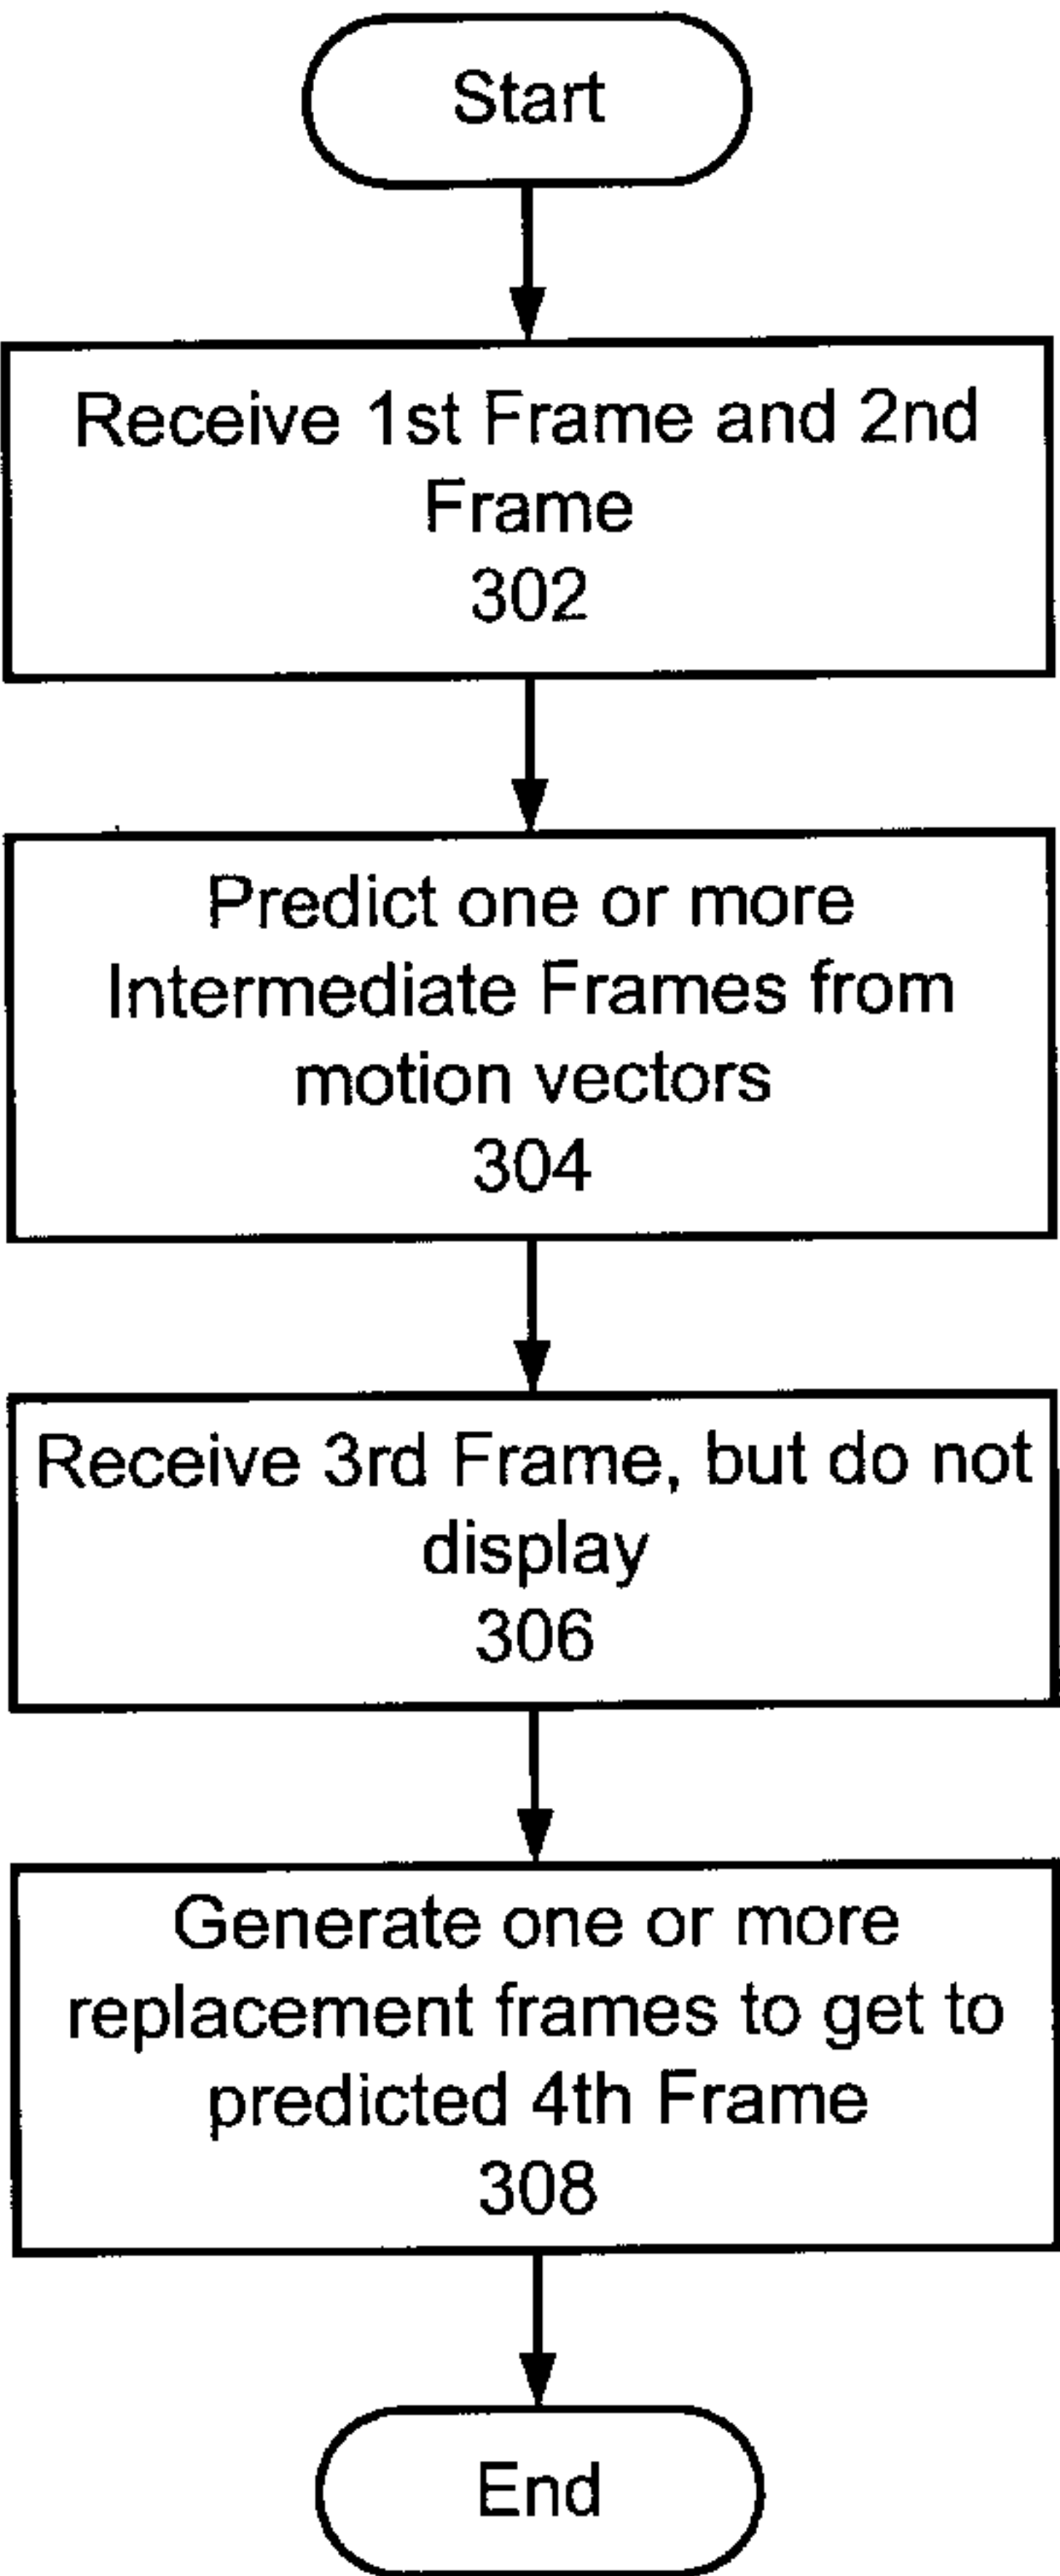 Start
Receive 1st Frame and 2nd
Frame
302
Predict one or more
Intermediate Frames from
motion vectors
304
Receive 3rd Frame, but do not
display
306
Generate one or more
replacement frames to get to
predicted 4th Frame
308
End